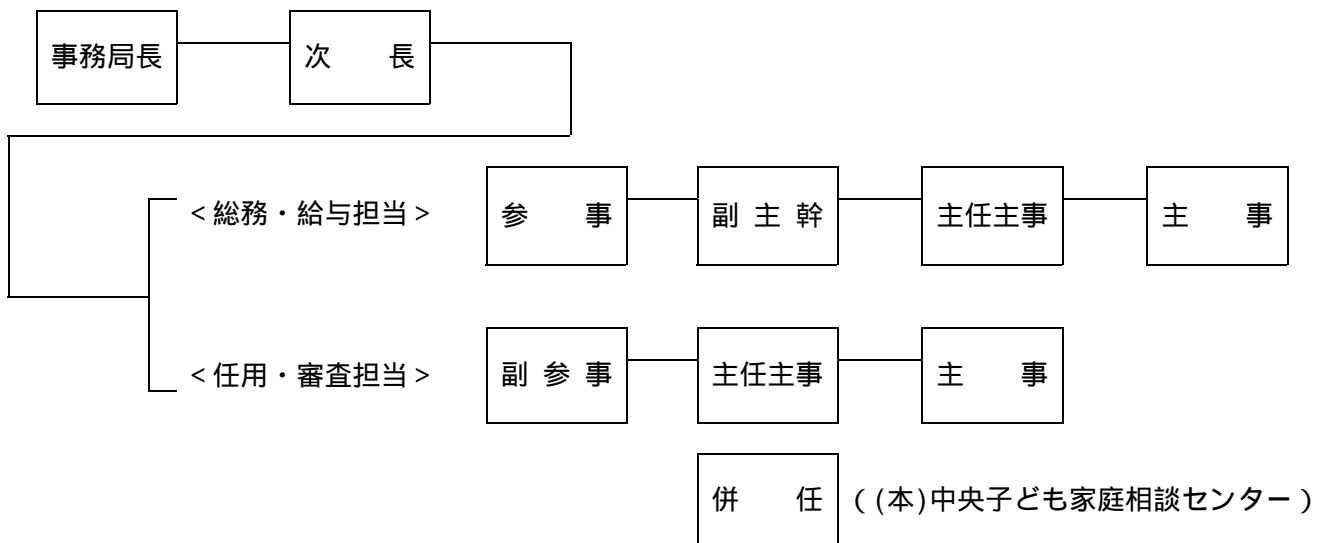 事務局長 次 長
<総務・給与担当> 参 事 副 主 幹 主任主事 主 事
<任用・審査担当> 副 参 事 主任主事 主 事
併 任 ((本)中央子ども家庭相談センター)